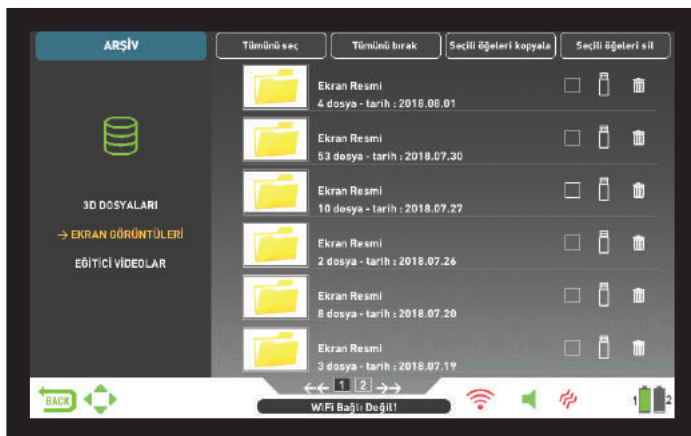 ARŞİV
Tümünü seç
Tümünü bırak
Seçili öğeleri kopyala
Seçili öğeleri sil
Ekran Resmi
4 dosya - tarih : 2018.08.01
Ekran Resmi
53 dosya - tarih : 2018.07.30
Ekran Resmi
10 dosya - tarih : 2018.07.27
Ekran Resmi
2 dosya - tarih : 2018.07.26
Ekran Resmi
8 dosya - tarih : 2018.07.20
Ekran Resmi
3 dosya - tarih : 2018.07.19
3D DOSYALARI
→ EKRAN GÖRÜNTÜLERİ
EĞİTİCİ VİDEOLAR
BACK
←← 1 2 →→
WiFi Bağlı Değil!
1 2